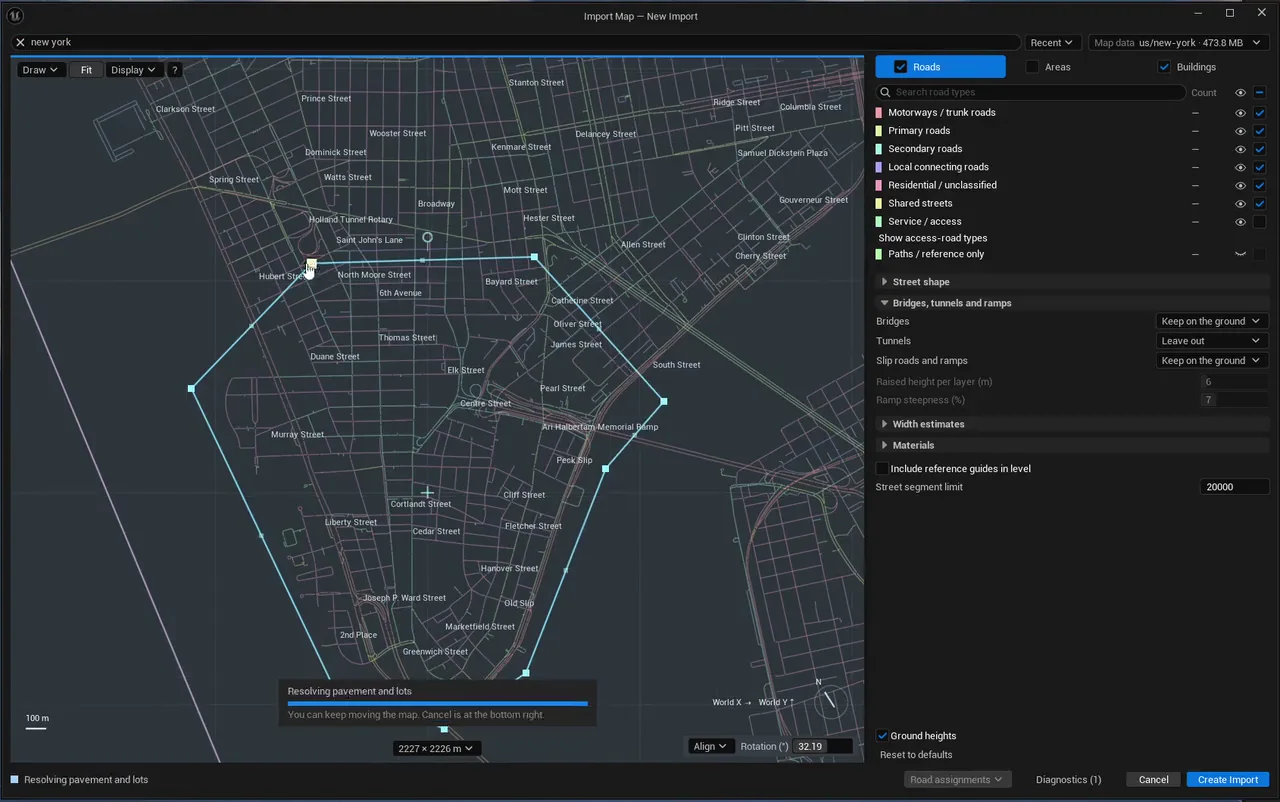 Import Map — New Import
new york
Recent
Map data us/new-york · 473.8 MB
Draw
Fit
Display
?
Roads
Areas
Buildings
Search road types
Count
Motorways / trunk roads
Primary roads
Secondary roads
Local connecting roads
Residential / unclassified
Shared streets
Service / access
Show access-road types
Paths / reference only
Street shape
Bridges, tunnels and ramps
Bridges
Keep on the ground
Tunnels
Leave out
Slip roads and ramps
Keep on the ground
Raised height per layer (m)
6
Ramp steepness (%)
7
Width estimates
Materials
Include reference guides in level
Street segment limit
20000
Stanton Street
Prince Street
Clarkson Street
Ridge Street
Columbia Street
Wooster Street
Delancey Street
Pitt Street
Kenmare Street
Dominick Street
Samuel Dickstein Plaza
Spring Street
Watts Street
Mott Street
Broadway
Gouverneur Street
Holland Tunnel Rotary
Hester Street
Saint John's Lane
Allen Street
Clinton Street
Cherry Street
Hubert Street
North Moore Street
Bayard Street
6th Avenue
Catherine Street
Oliver Street
Thomas Street
James Street
Duane Street
South Street
Elk Street
Pearl Street
Centre Street
Ari Halbertam Memorial Ramp
Murray Street
Peck Slip
Cliff Street
Cortlandt Street
Liberty Street
Cedar Street
Fletcher Street
Hanover Street
Joseph P. Ward Street
Old Slip
Marketfield Street
2nd Place
Greenwich Street
Resolving pavement and lots
You can keep moving the map. Cancel is at the bottom right.
N
World X → World Y ↑
100 m
2227 × 2226 m
Align
Rotation (°)
32.19
Ground heights
Reset to defaults
Resolving pavement and lots
Road assignments
Diagnostics (1)
Cancel
Create Import